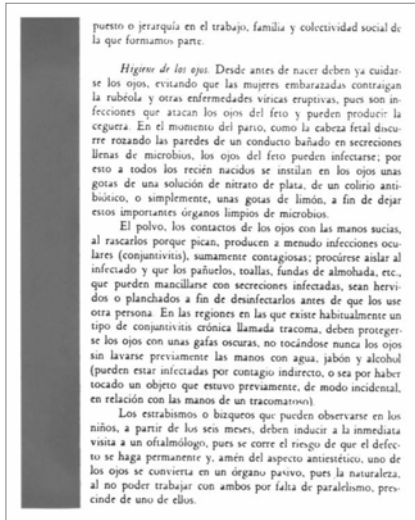 puesto o jerarquía en el trabajo, familia y colectividad social de
la que formamos parte.
Higiene de los ojos. Desde antes de nacer deben ya cuidar-
se los ojos, evitando que las mujeres embarazadas contraigan
la rubéola y otras enfermedades víricas eruptivas, pues son in-
fecciones que atacan los ojos del feto y pueden producir la
ceguera. En el momento del parto, como la cabeza fetal discu-
rre rozando las paredes de un conducto bañado en secreciones
llenas de microbios, los ojos del feto pueden infectarse; por
esto a todos los recién nacidos se instilan en los ojos unas
gotas de una solución de nitrato de plata, de un colirio anti-
biótico, o simplemente, unas gotas de limón, a fin de dejar
estos importantes órganos limpios de microbios.
El polvo, los contactos de los ojos con las manos sucias,
al rascarlos porque pican, producen a menudo infecciones ocu-
lares (conjuntivitis), sumamente contagiosas; procúrese aislar al
infectado y que los pañuelos, toallas, fundas de almohada, etc.,
que pueden mancillarse con secreciones infectadas, sean hervi-
dos o planchados a fin de desinfectarlos antes de que los use
otra persona. En las regiones en las que existe habitualmente un
tipo de conjuntivitis crónica llamada tracoma, deben proteger-
se los ojos con unas gafas oscuras, no tocándose nunca los ojos
sin lavarse previamente las manos con agua, jabón y alcohol
(pueden estar infectadas por contagio indirecto, o sea por haber
tocado un objeto que estuvo previamente, de modo incidental,
en relación con las manos de un tracomatoso).
Los estrabismos o bizqueos que pueden observarse en los
niños, a partir de los seis meses, deben inducir a la inmediata
visita a un oftalmólogo, pues se corre el riesgo de que el defec-
to se haga permanente y, amén del aspecto antiestético, uno de
los ojos se convierta en un órgano pasivo, pues la naturaleza,
al no poder trabajar con ambos por falta de paralelismo, pres-
cinde de uno de ellos.